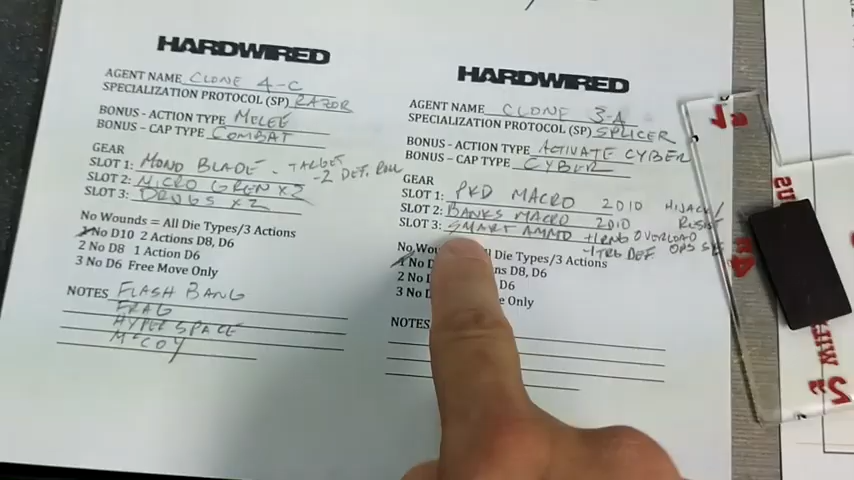 HARDWIRED
AGENT NAME CLONE 4-C
SPECIALIZATION PROTOCOL (SP) RAZOR
BONUS - ACTION TYPE MELEE
BONUS - CAP TYPE COMBAT
GEAR
SLOT 1: MONO BLADE - TARGET
-2 DEF. ROLL
SLOT 2: MICRO GREN X2
SLOT 3: DRUGS X2
No Wounds = All Die Types/3 Actions
1 No D10 2 Actions D8, D6
2 No D8 1 Action D6
3 No D6 Free Move Only
NOTES FLASH BANG
FRAG
HYPER SPACE
McCOY
HARDWIRED
AGENT NAME CLONE 3-A
SPECIALIZATION PROTOCOL (SP) SPLICER
BONUS - ACTION TYPE ACTIVATE CYBER
BONUS - CAP TYPE CYBER
GEAR
SLOT 1: PKD MACRO 2D10 HIJACK/
RESIST
SLOT 2: BANKS MACRO 2D10
SLOT 3: SMART AMMO +1 RNG OVERLOAD
-1 TRG DEF OPS
No All Die Types/3 Actions
1 No D8, D6
2 No D6
3 No Only
NOTES